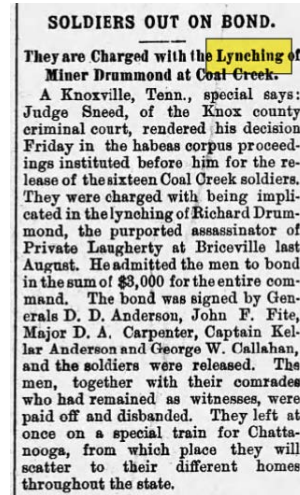 SOLDIERS OUT ON BOND.
They are Charged with the Lynching of
Miner Drummond at Coal Creek.
A Knoxville, Tenn., special says:
Judge Sneed, of the Knox county
criminal court, rendered his decision
Friday in the habeas corpus proceed-
ings instituted before him for the re-
lease of the sixteen Coal Creek soldiers.
They were charged with being impli-
cated in the lynching of Richard Drum-
mond, the purported assassinator of
Private Laugherty at Briceville last
August. He admitted the men to bond
in the sum of $3,000 for the entire com-
mand. The bond was signed by Gen-
erals D. D. Anderson, John F. Fite,
Major D. A. Carpenter, Captain Kel-
lar Anderson and George W. Callahan,
and the soldiers were released. The
men, together with their comrades
who had remained as witnesses, were
paid off and disbanded. They left at
once on a special train for Chatta-
nooga, from which place they will
scatter to their different homes
throughout the state.